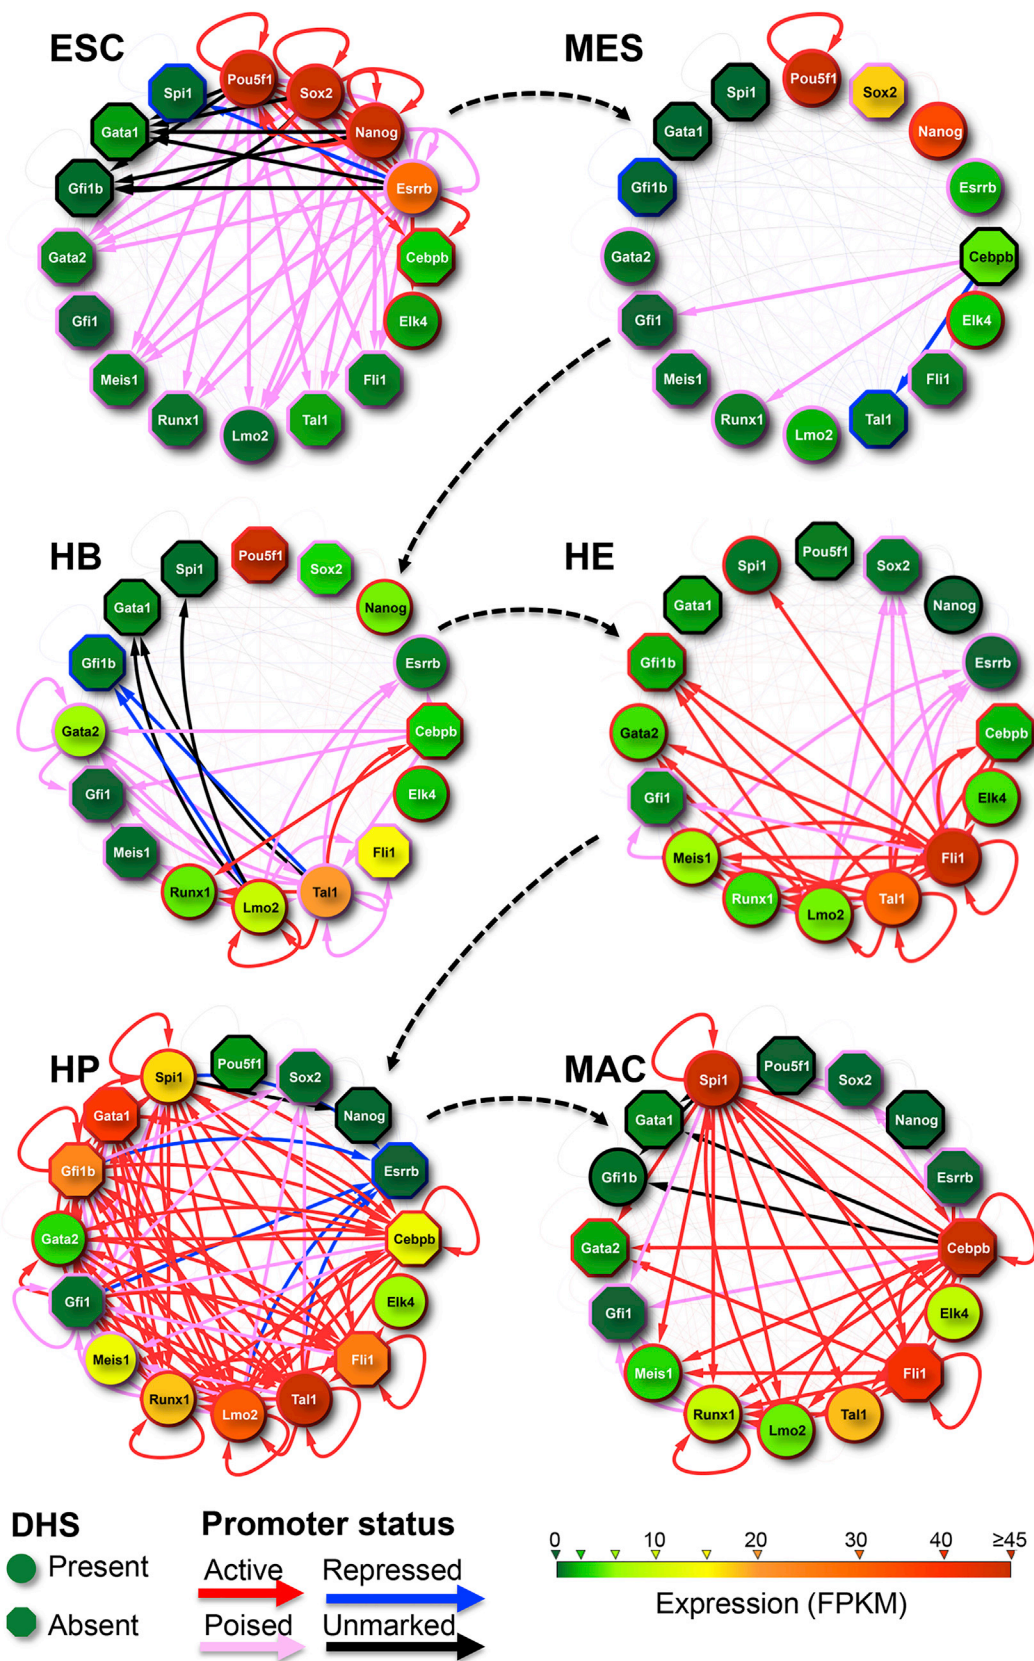 ESC
Pou5f1
Sox2
Nanog
Esrrb
Cebpb
Elk4
Fli1
Tal1
Lmo2
Runx1
Meis1
Gfi1
Gata2
Gfi1b
Gata1
Spi1
MES
Pou5f1
Sox2
Nanog
Esrrb
Cebpb
Elk4
Fli1
Tal1
Lmo2
Runx1
Meis1
Gfi1
Gata2
Gfi1b
Gata1
Spi1
HB
Pou5f1
Sox2
Nanog
Esrrb
Cebpb
Elk4
Fli1
Tal1
Lmo2
Runx1
Meis1
Gfi1
Gata2
Gfi1b
Gata1
Spi1
HE
Pou5f1
Sox2
Nanog
Esrrb
Cebpb
Elk4
Fli1
Tal1
Lmo2
Runx1
Meis1
Gfi1
Gata2
Gfi1b
Gata1
Spi1
HP
Pou5f1
Sox2
Nanog
Esrrb
Cebpb
Elk4
Fli1
Tal1
Lmo2
Runx1
Meis1
Gfi1
Gata2
Gfi1b
Gata1
Spi1
MAC
Pou5f1
Sox2
Nanog
Esrrb
Cebpb
Elk4
Fli1
Tal1
Lmo2
Runx1
Meis1
Gfi1
Gata2
Gfi1b
Gata1
Spi1
DHS
Present
Absent
Promoter status
Active Repressed
Poised Unmarked
0 10 20 30 40 ≥45
Expression (FPKM)